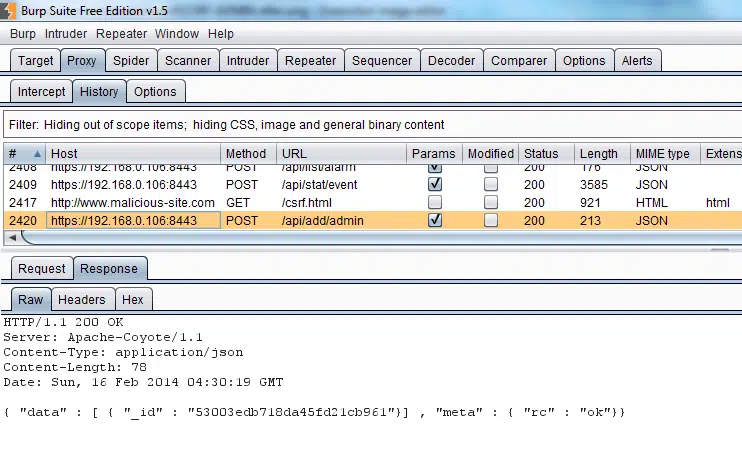 Burp Suite Free Edition v1.5
Burp Intruder Repeater Window Help
Target Proxy Spider Scanner Intruder Repeater Sequencer Decoder Comparer Options Alerts
Intercept History Options
Filter: Hiding out of scope items; hiding CSS, image and general binary content
# Host Method URL Params Modified Status Length MIME type Extens
2408 https://192.168.0.106:8443 POST /api/list/alarm 200 176 JSON
2409 https://192.168.0.106:8443 POST /api/stat/event 200 3585 JSON
2417 http://www.malicious-site.com GET /csrf.html 200 921 HTML html
2420 https://192.168.0.106:8443 POST /api/add/admin 200 213 JSON
Request Response
Raw Headers Hex
HTTP/1.1 200 OK
Server: Apache-Coyote/1.1
Content-Type: application/json
Content-Length: 78
Date: Sun, 16 Feb 2014 04:30:19 GMT
{ "data" : [ { "_id" : "53003edb718da45fd21cb961"}] , "meta" : { "rc" : "ok"}}